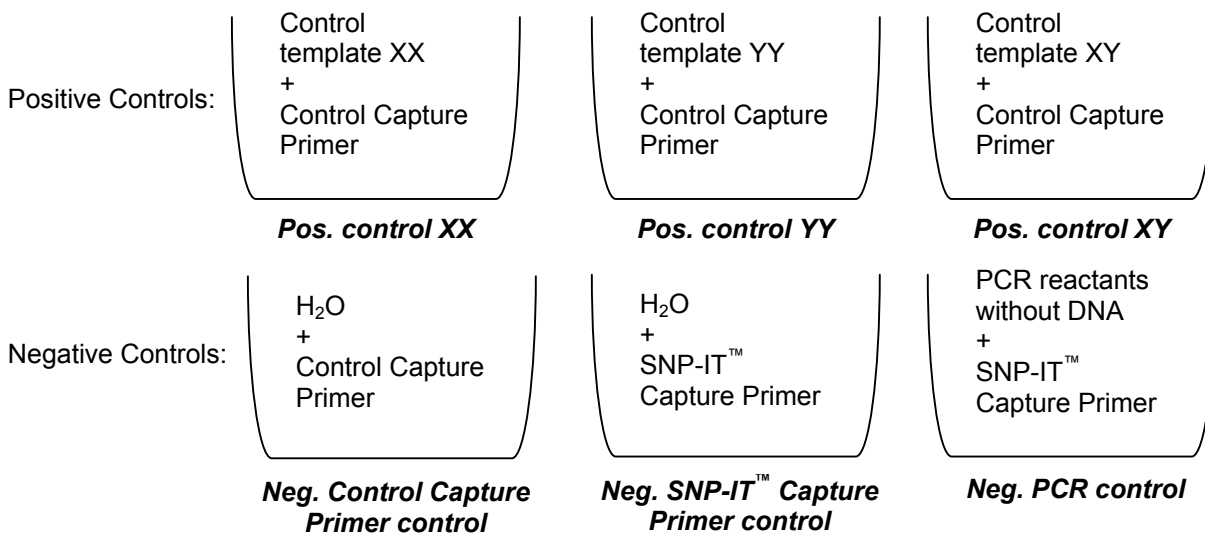 Positive Controls:
Control
template XX
+
Control Capture
Primer
Pos. control XX
Control
template YY
+
Control Capture
Primer
Pos. control YY
Control
template XY
+
Control Capture
Primer
Pos. control XY
Negative Controls:
H₂O
+
Control Capture
Primer
Neg. Control Capture
Primer control
H₂O
+
SNP-IT™
Capture Primer
Neg. SNP-IT™ Capture
Primer control
PCR reactants
without DNA
+
SNP-IT™
Capture Primer
Neg. PCR control